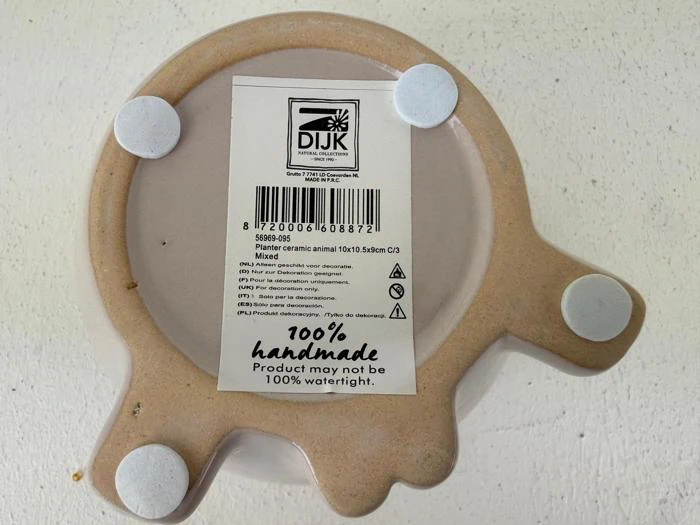 DIJK
NATURAL COLLECTIONS
- SINCE 1990 -
Grutto 7 7741 LD Coevorden NL
MADE IN P.R.C.
8 720006 608872
56969-095
Planter ceramic animal 10x10.5x9cm C/3
Mixed
(NL) Alleen geschikt voor decoratie.
(D) Nur zur Dekoration geeignet.
(F) Pour la décoration uniquement.
(UK) For decoration only.
(IT) Solo per la decorazione.
(ES) Sólo para decoración.
(PL) Produkt dekoracyjny. /Tylko do dekoracji.
100%
handmade
Product may not be
100% watertight.